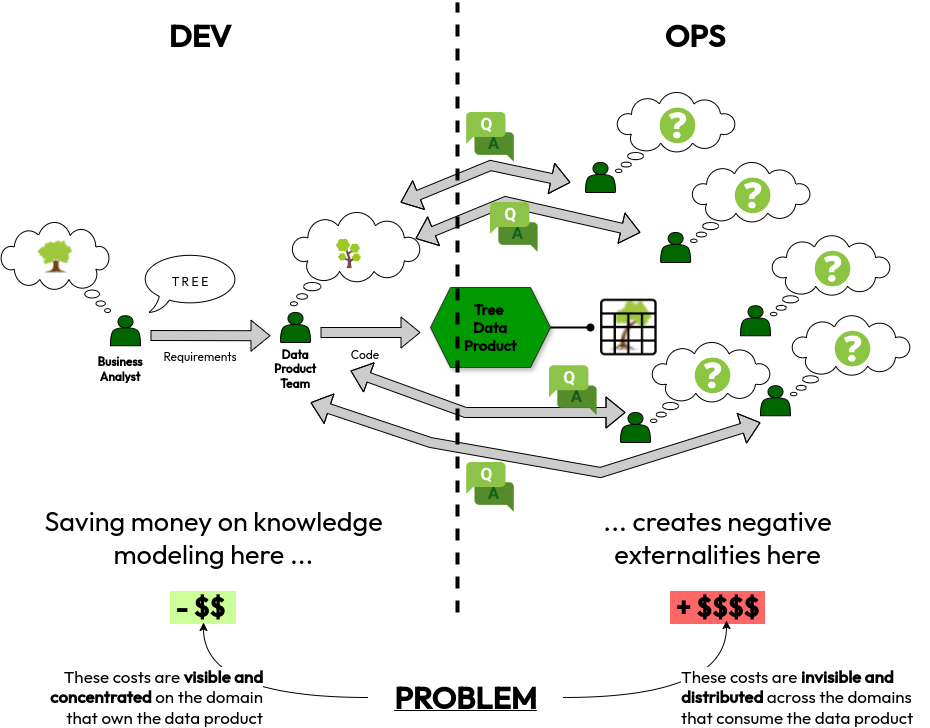 DEV
OPS
Q
A
?
?
Q
A
?
TREE
Requirements
Business
Analyst
Data
Product
Team
Code
Tree
Data
Product
?
?
Q
A
Q
A
Saving money on knowledge
modeling here ...
... creates negative
externalities here
- $$
+ $$$$
These costs are visible and
concentrated on the domain
that own the data product
PROBLEM
These costs are invisible and
distributed across the domains
that consume the data product